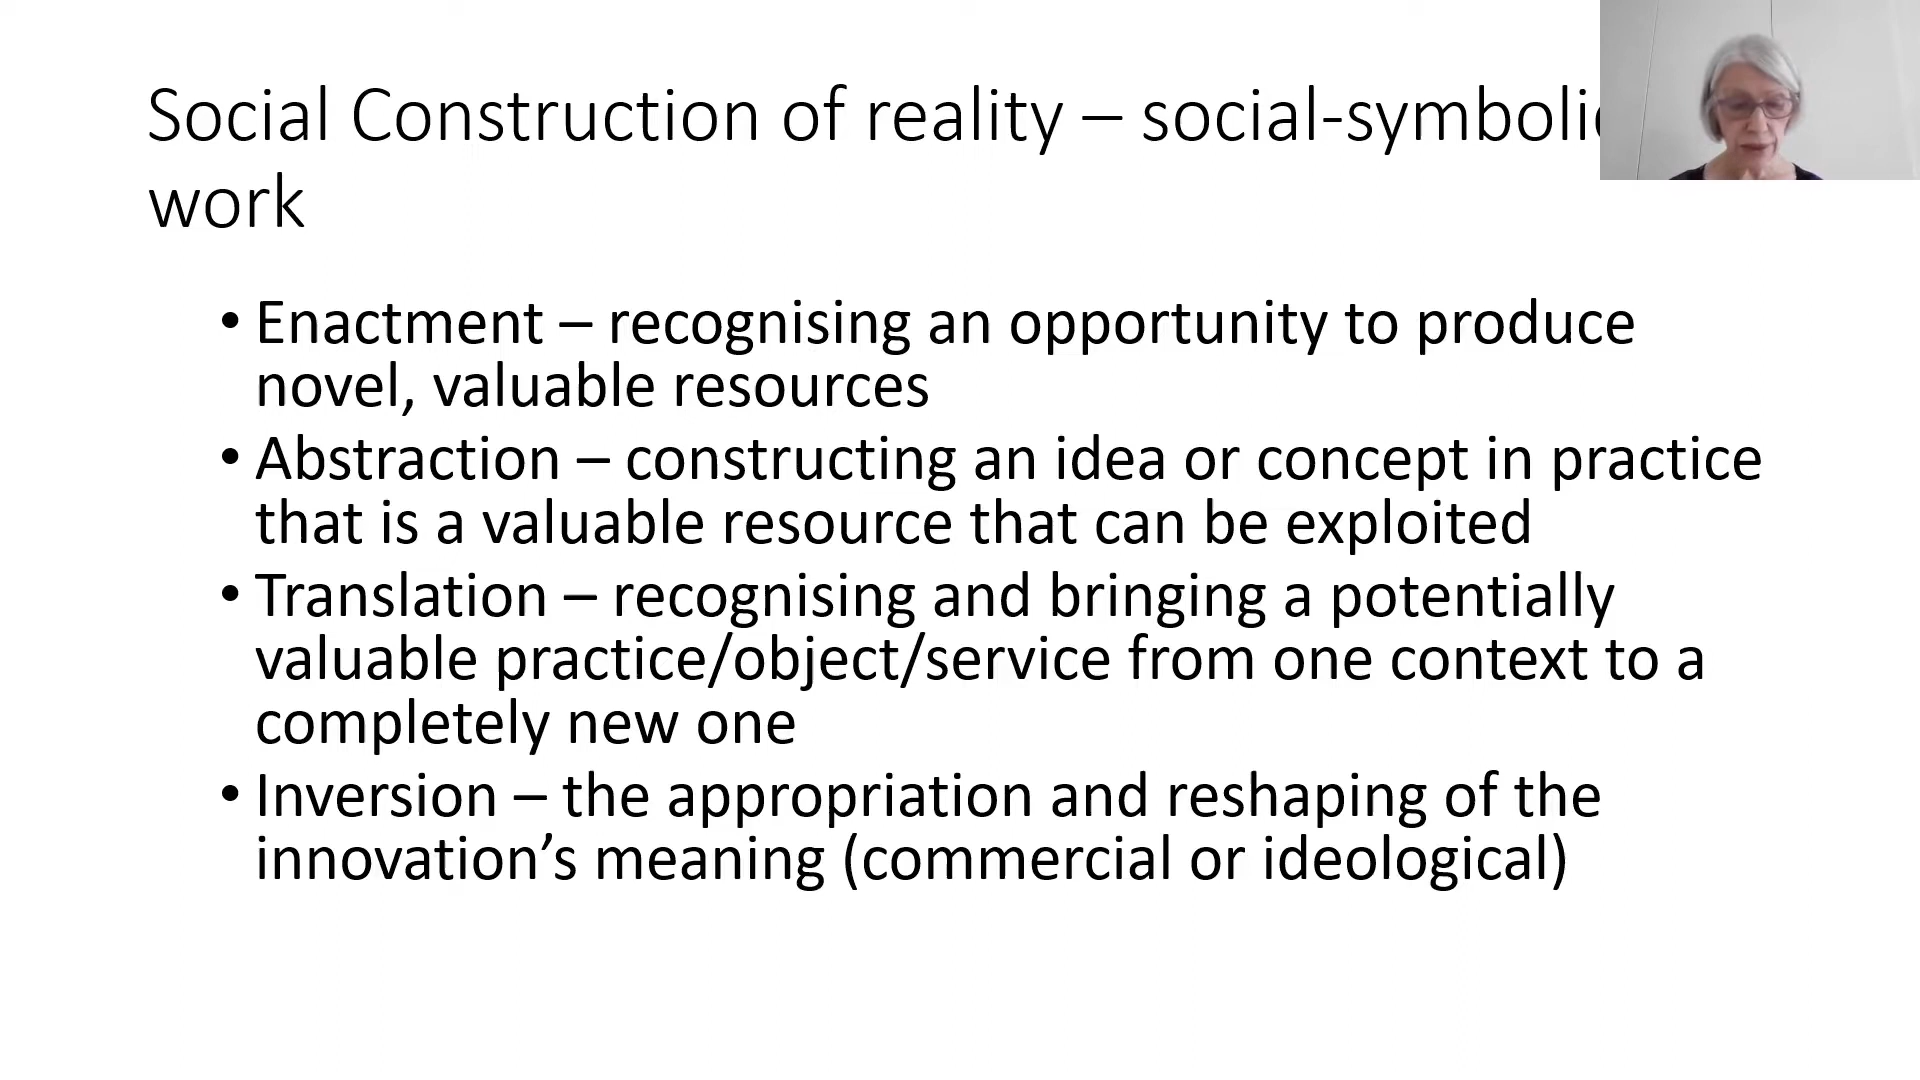 Social Construction of reality – social-symbolic
work
• Enactment – recognising an opportunity to produce
novel, valuable resources
• Abstraction – constructing an idea or concept in practice
that is a valuable resource that can be exploited
• Translation – recognising and bringing a potentially
valuable practice/object/service from one context to a
completely new one
• Inversion – the appropriation and reshaping of the
innovation’s meaning (commercial or ideological)